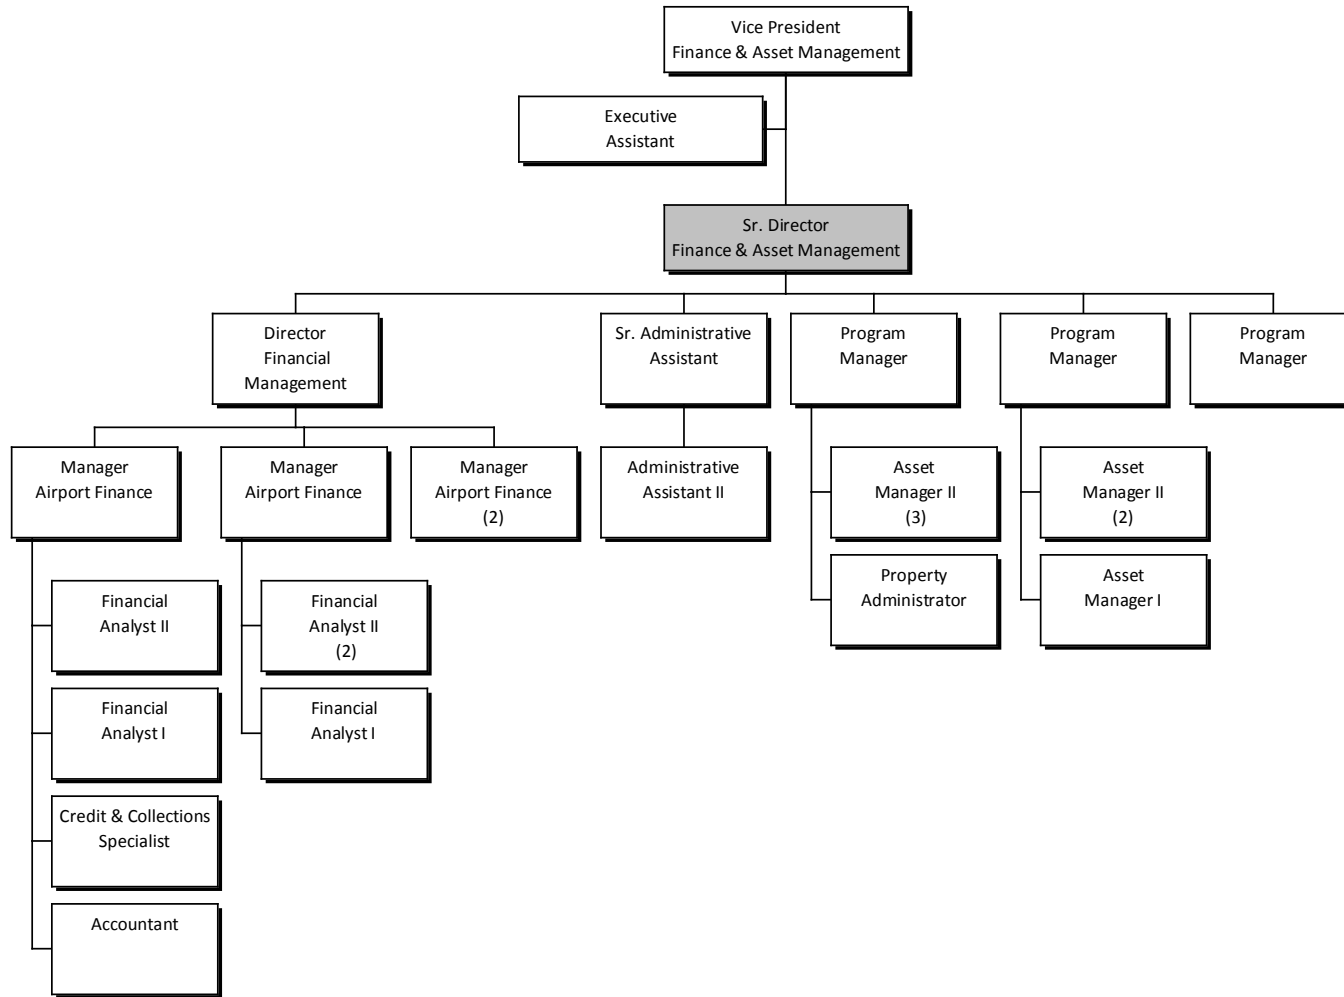 Vice President
Finance & Asset Management
Executive
Assistant
Sr. Director
Finance & Asset Management
Director
Financial
Management
Sr. Administrative
Assistant
Program
Manager
Program
Manager
Program
Manager
Manager
Airport Finance
Manager
Airport Finance
Manager
Airport Finance
(2)
Administrative
Assistant II
Asset
Manager II
(3)
Asset
Manager II
(2)
Property
Administrator
Asset
Manager I
Financial
Analyst II
Financial
Analyst II
(2)
Financial
Analyst I
Financial
Analyst I
Credit & Collections
Specialist
Accountant